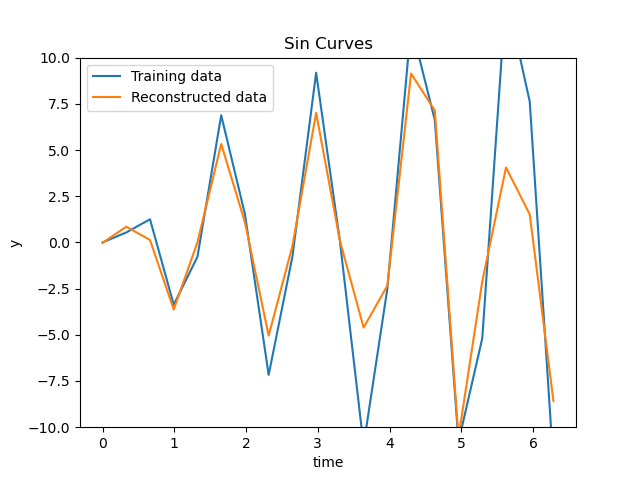 Sin Curves
Training data
Reconstructed data
10.0
7.5
5.0
2.5
0.0
−2.5
−5.0
−7.5
−10.0
y
0 1 2 3 4 5 6
time